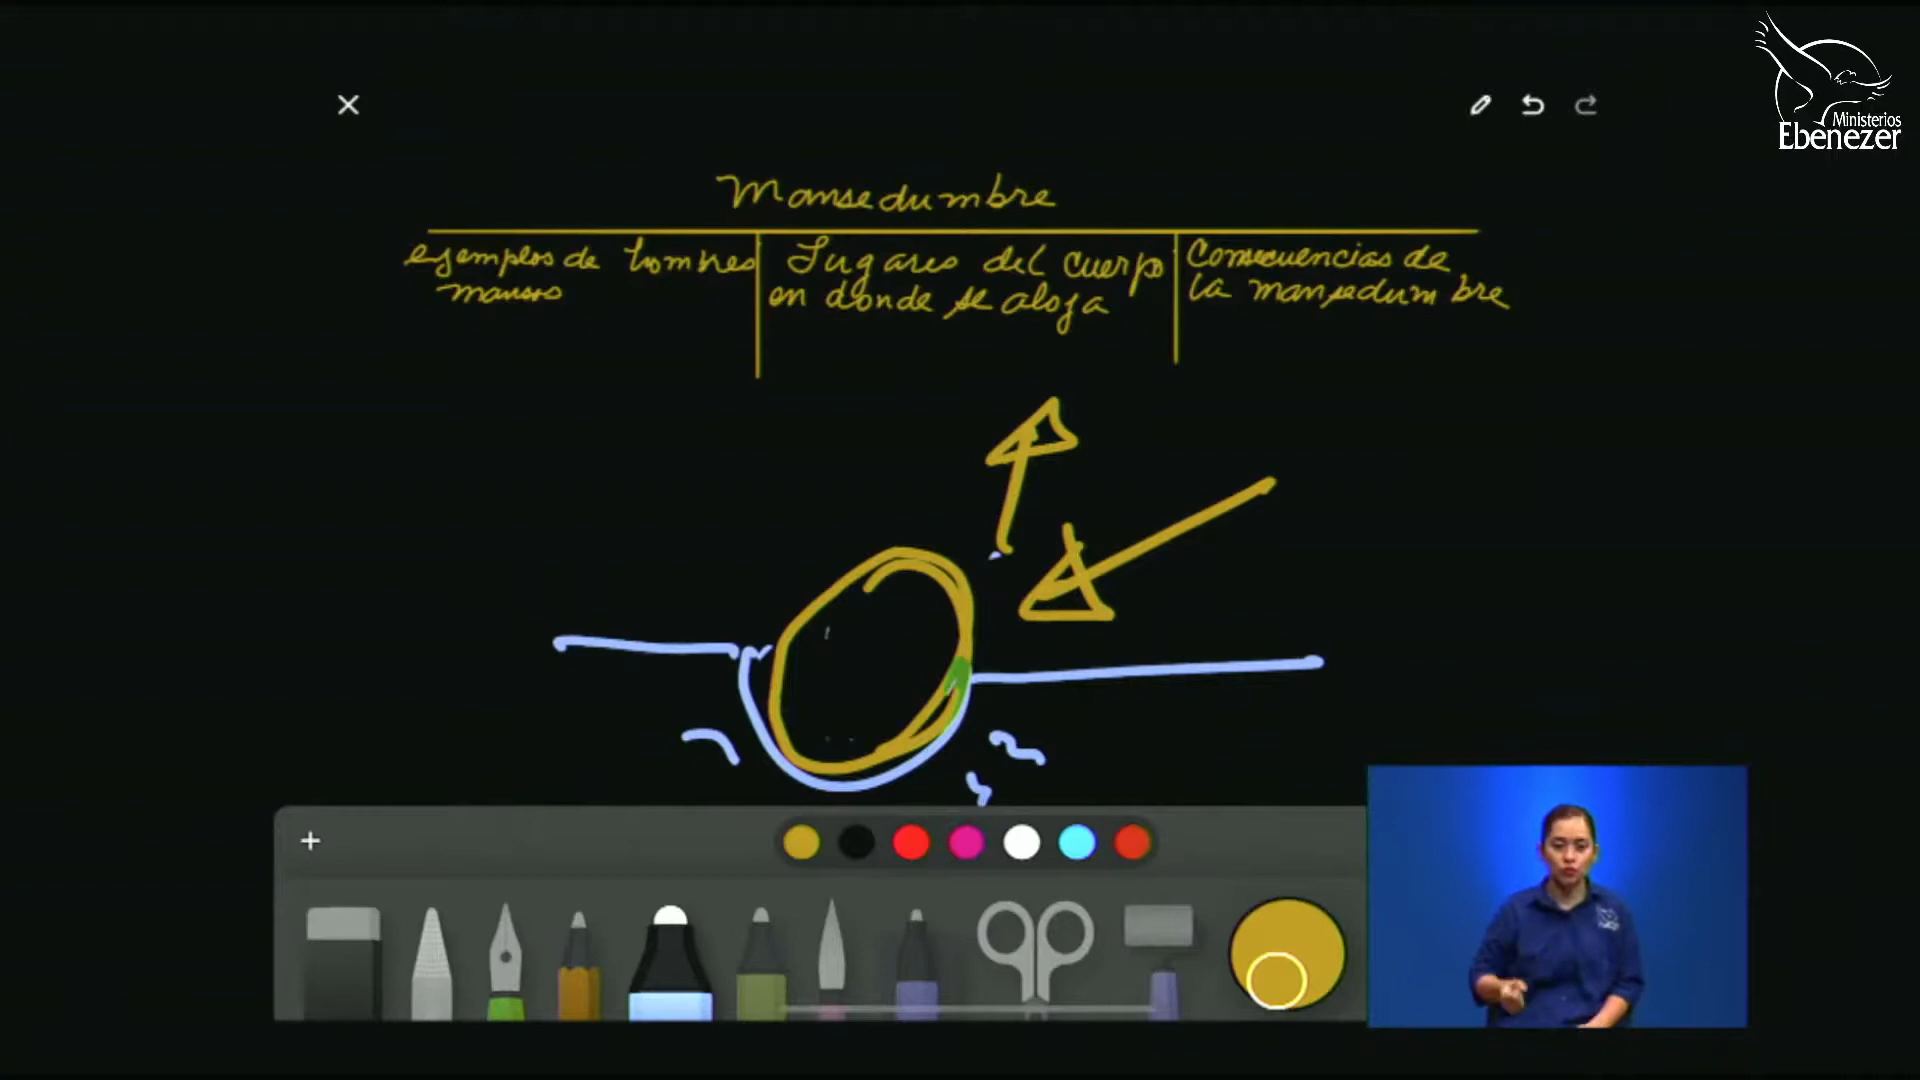 Ministerios
Ebenezer
Mansedumbre
ejemplos de hombres
mansos
Lugares del cuerpo
en donde se aloja
Consecuencias de
la mansedumbre